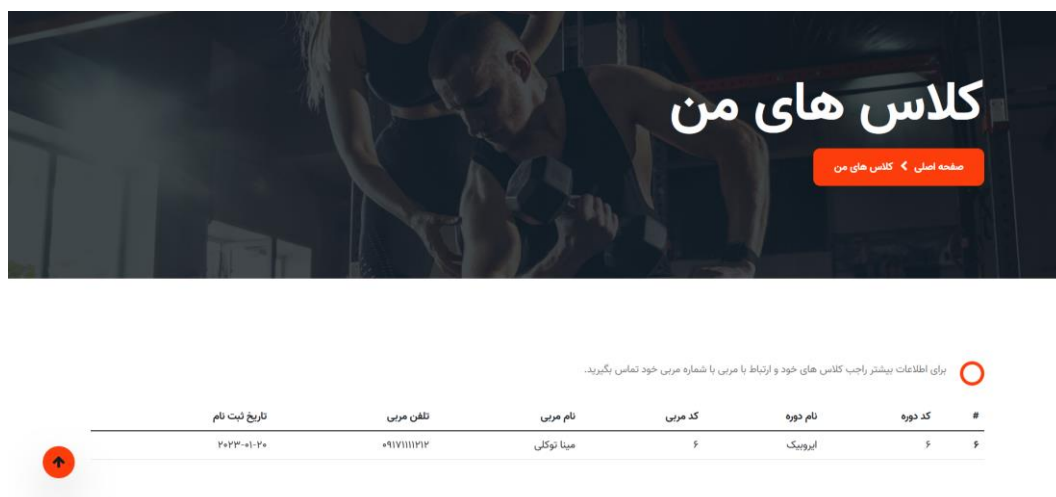 کلاس های من
صفحه اصلی کلاس های من
برای اطلاعات بیشتر راجب کلاس های خود و ارتباط با مربی با شماره مربی خود تماس بگیرید.
# کد دوره نام دوره کد مربی نام مربی تلفن مربی تاریخ ثبت نام
۶ ۶ ایروبیک ۶ مینا توکلی ۰۹۱۷۱۱۱۱۲۱۲ ۲۰۲۳-۰۱-۲۰